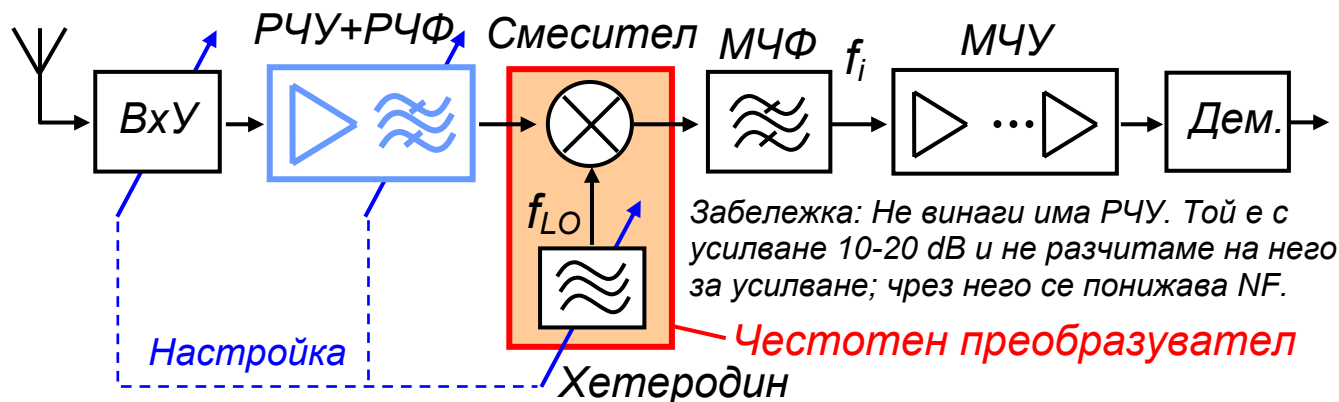 РЧУ+РЧФ
Смесител
МЧФ
f_i
МЧУ
ВхУ
Дем.
f_LO
Забележка: Не винаги има РЧУ. Той е с
усилване 10-20 dB и не разчитаме на него
за усилване; чрез него се понижава NF.
Настройка
Честотен преобразувател
Хетеродин